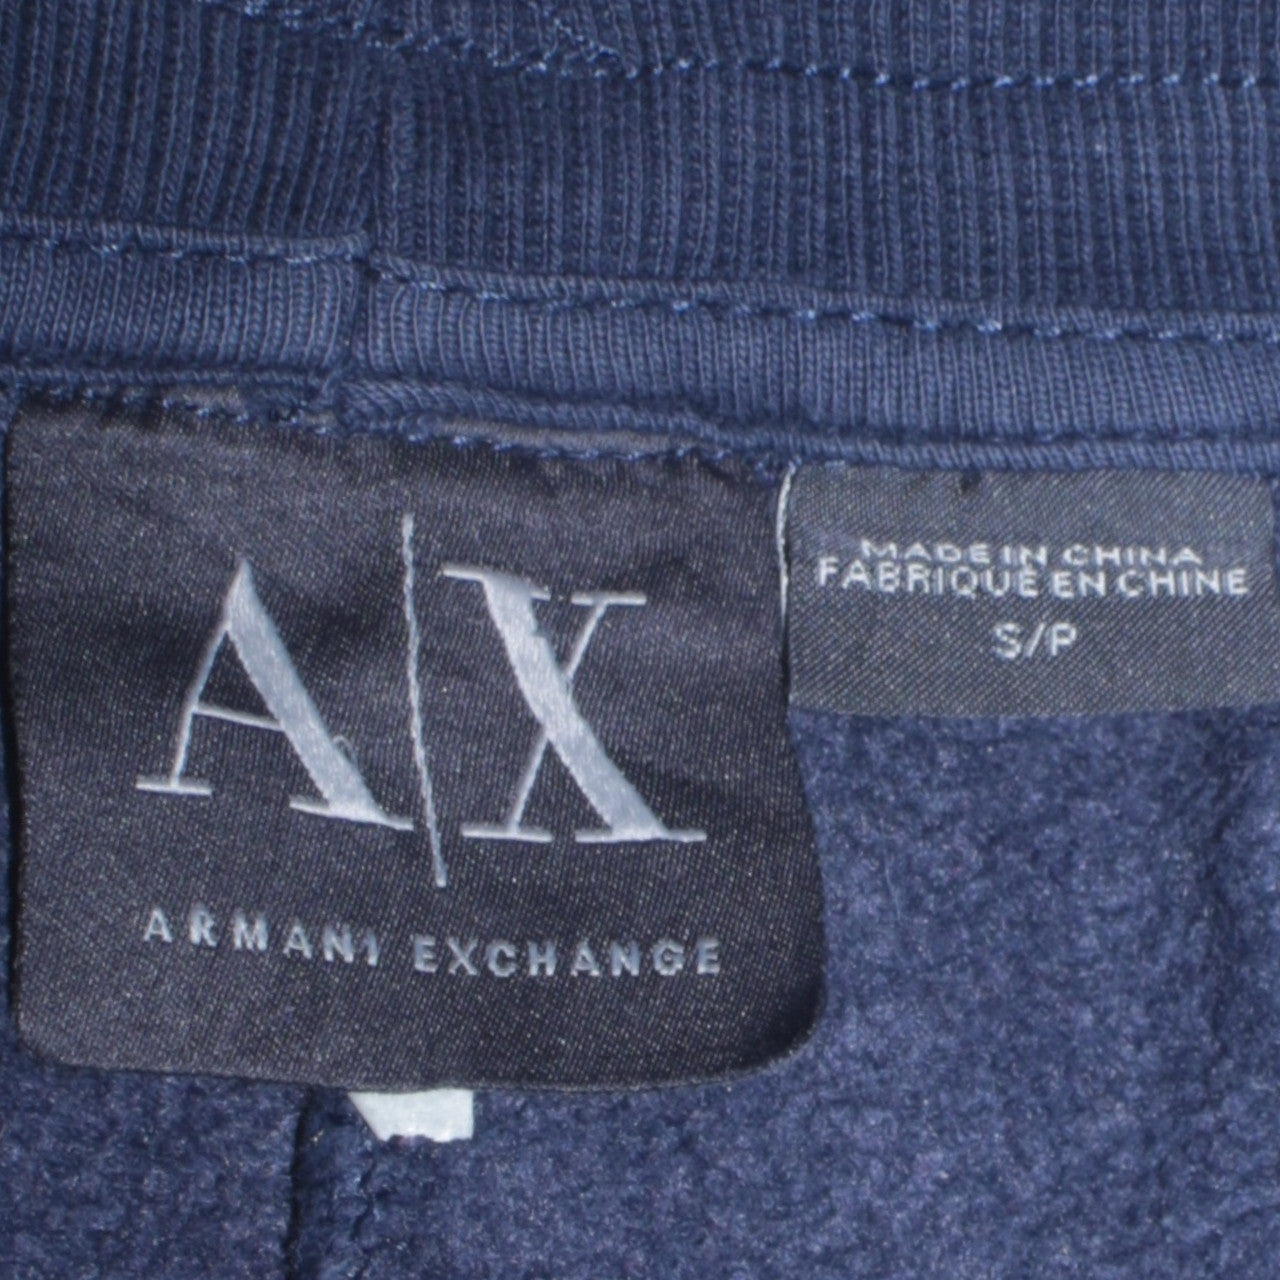 A|X
ARMANI EXCHANGE
MADE IN CHINA
FABRIQUE EN CHINE
S/P